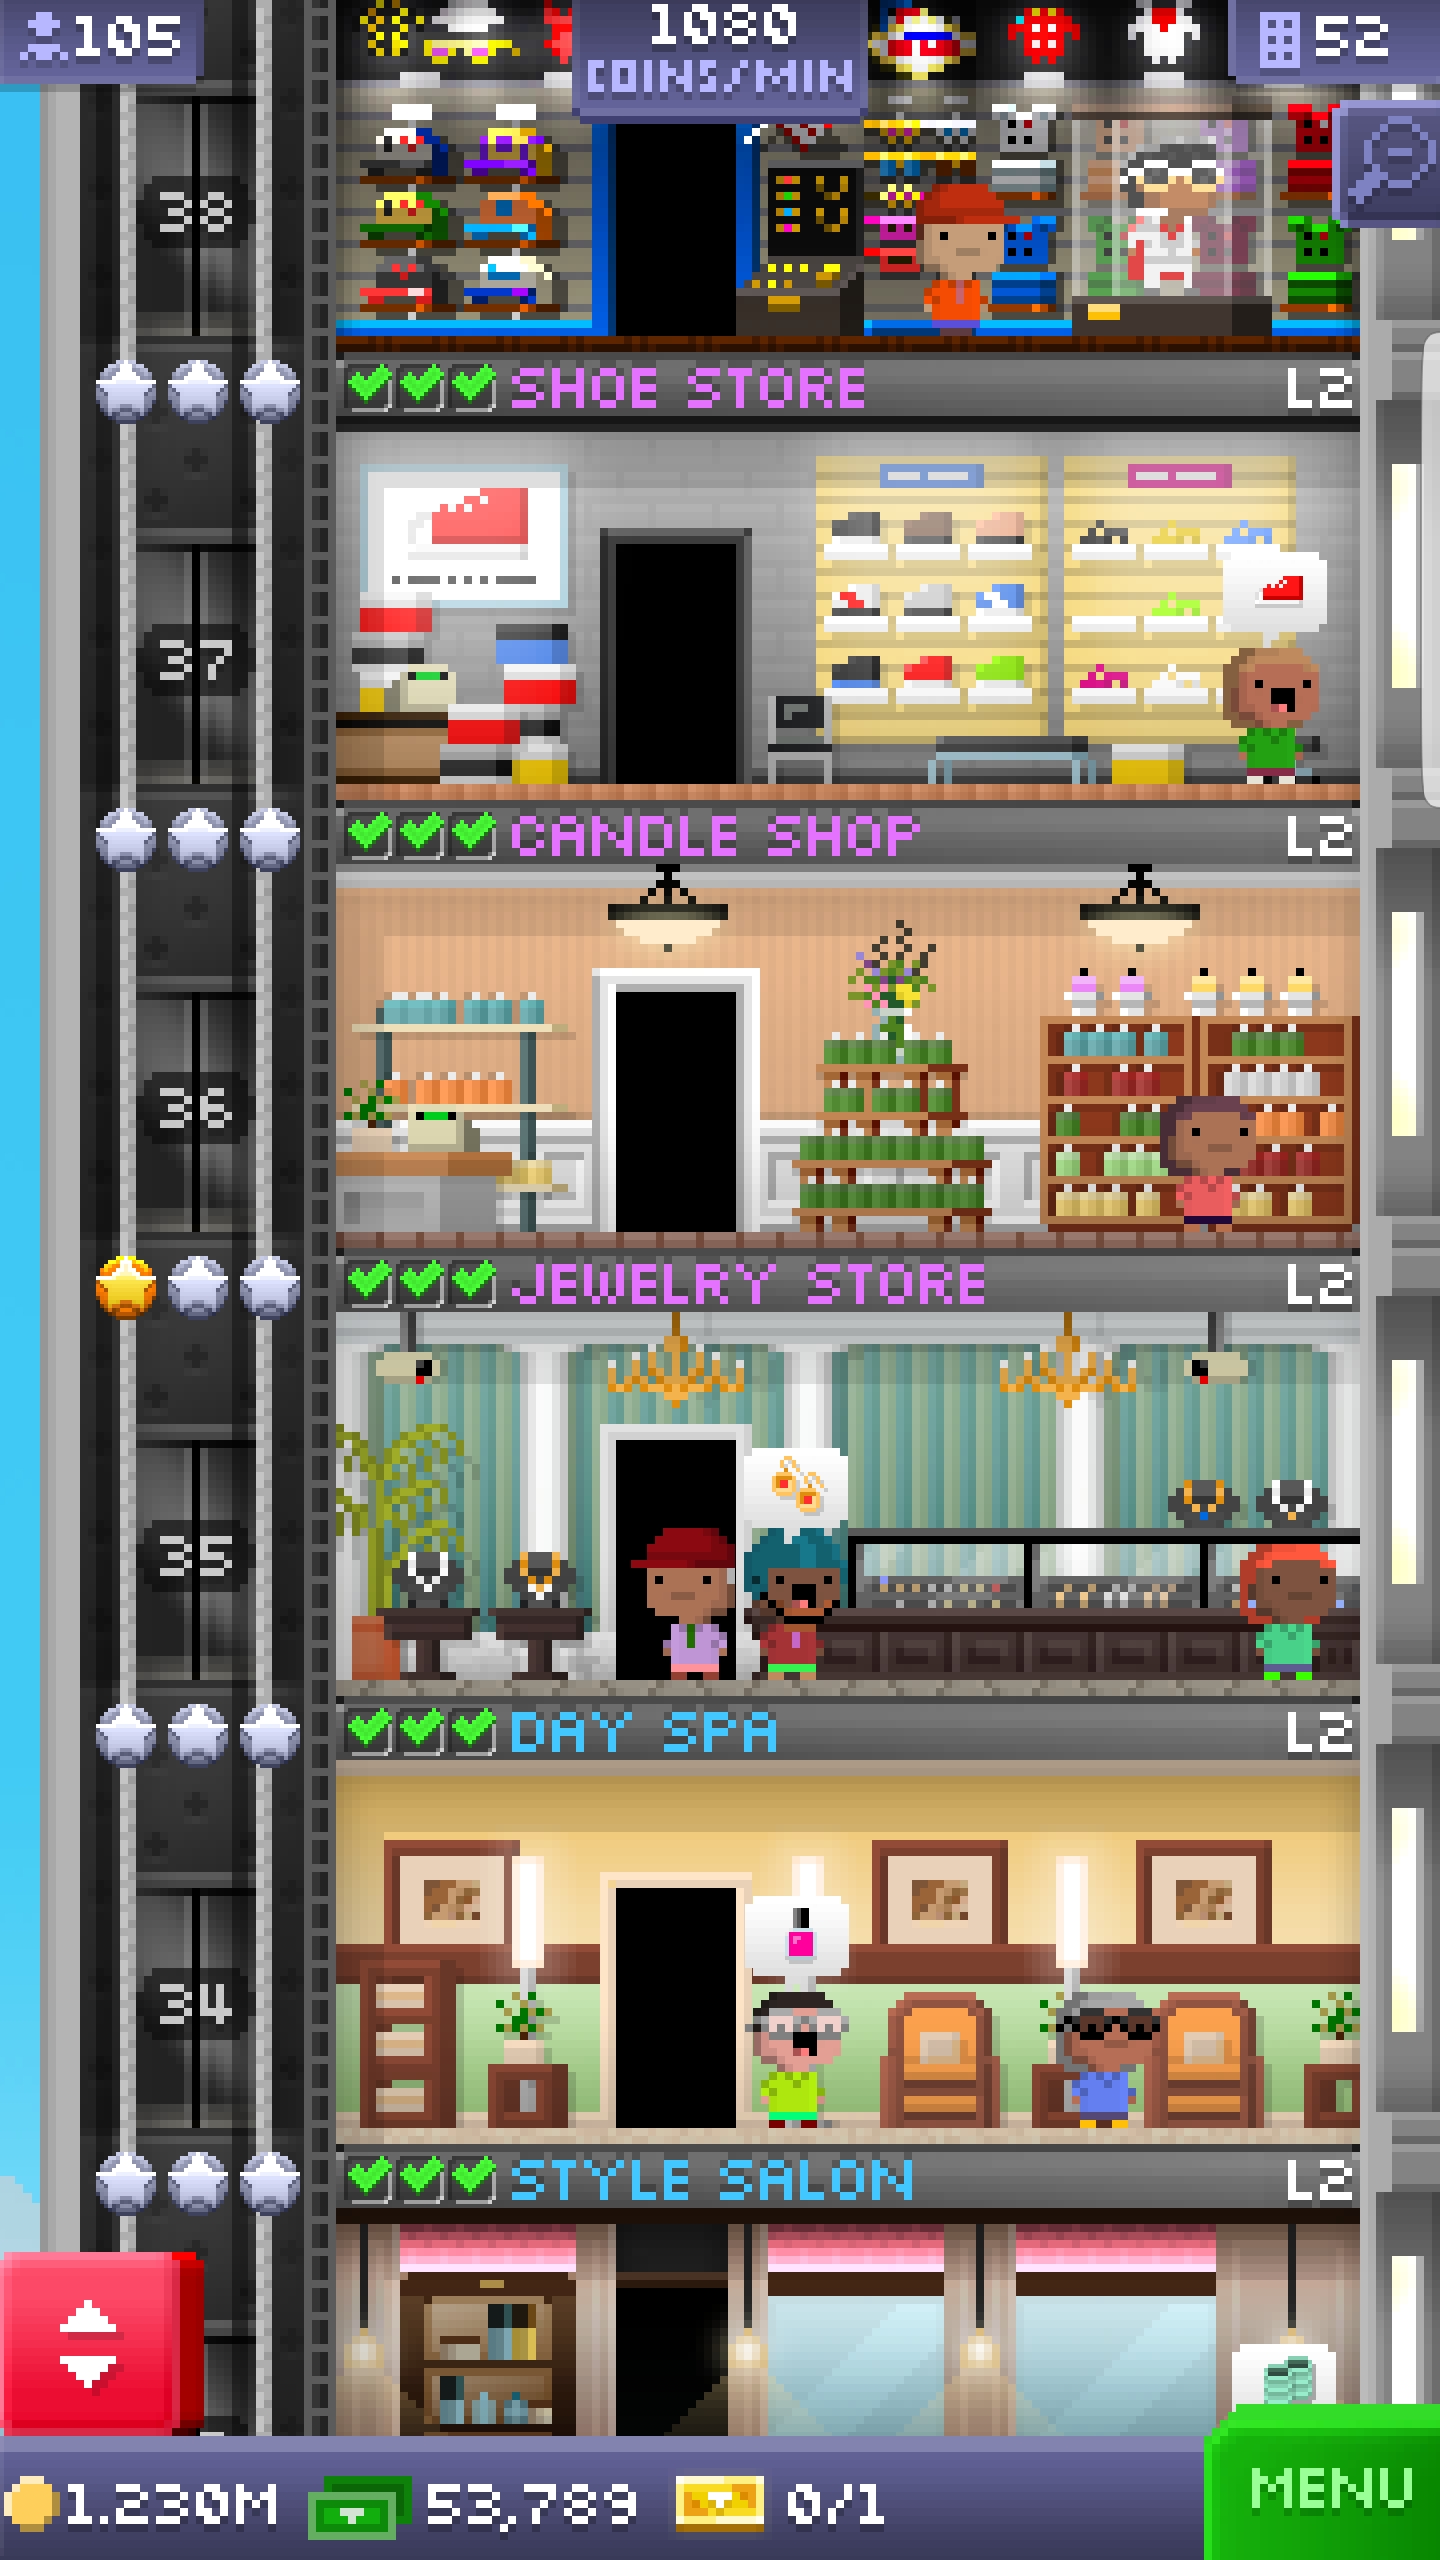 105
1080
COINS/MIN
52
38
SHOE STORE L2
37
CANDLE SHOP L2
36
JEWELRY STORE L2
35
DAY SPA L2
34
STYLE SALON L2
1.230M 53,789 0/1
MENU